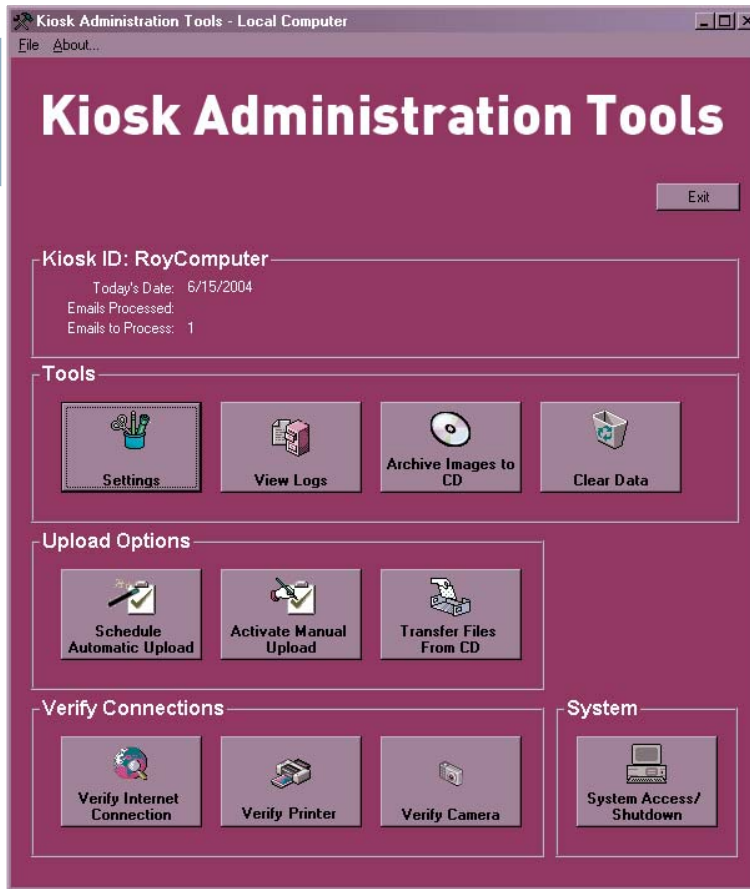 Kiosk Administration Tools - Local Computer
File About...
Kiosk Administration Tools
Exit
Kiosk ID: RoyComputer
Today's Date: 6/15/2004
Emails Processed:
Emails to Process: 1
Tools
Settings
View Logs
Archive Images to
CD
Clear Data
Upload Options
Schedule
Automatic Upload
Activate Manual
Upload
Transfer Files
From CD
Verify Connections
Verify Internet
Connection
Verify Printer
Verify Camera
System
System Access/
Shutdown